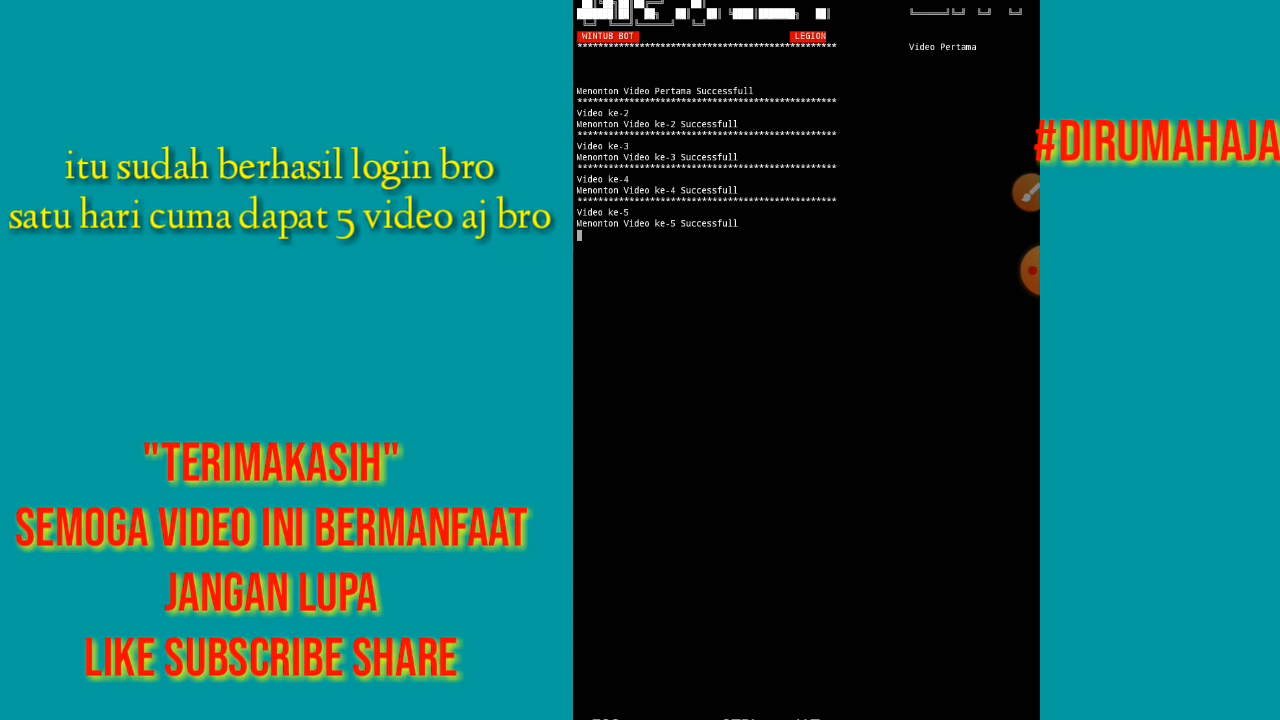 WINTUB BOT LEGION
************************************************** Video Pertama
Menonton Video Pertama Successfull
**************************************************
Video ke-2
Menonton Video ke-2 Successfull
**************************************************
Video ke-3
Menonton Video ke-3 Successfull
**************************************************
Video ke-4
Menonton Video ke-4 Successfull
**************************************************
Video ke-5
Menonton Video ke-5 Successfull
itu sudah berhasil login bro
satu hari cuma dapat 5 video aj bro
#DIRUMAHAJA
"TERIMAKASIH"
SEMOGA VIDEO INI BERMANFAAT
JANGAN LUPA
LIKE SUBSCRIBE SHARE